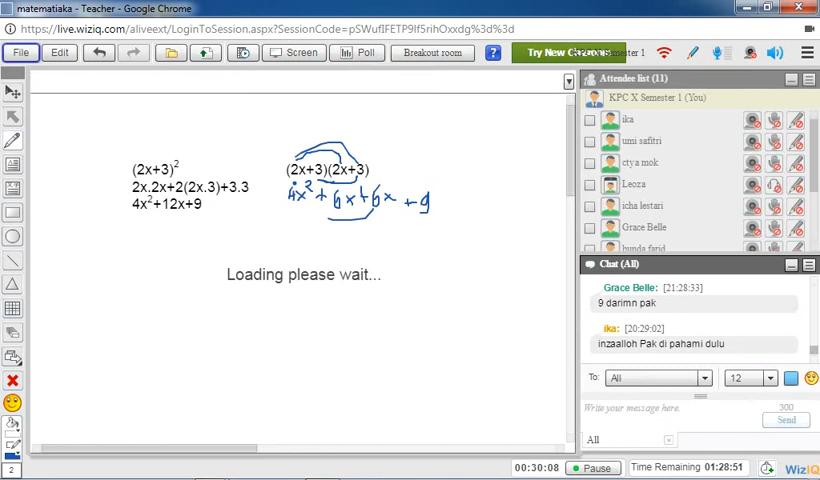 matematiaka - Teacher - Google Chrome
https://live.wiziq.com/aliveext/LoginToSession.aspx?SessionCode=pSWufIFETP9If5rihOxxdg%3d%3d
File Edit Screen Poll Breakout room ? Try New
Semester 1
Attendee list (11)
KPC X Semester 1 (You)
ika
umi safitri
ctya mok
Leoza
icha lestari
Grace Belle
bunda farid
(2x+3)²
2x.2x+2(2x.3)+3.3
4x²+12x+9
(2x+3)(2x+3)
4x² + 6x + 6x + 9
Loading please wait...
Chat (All)
Grace Belle: [21:28:33]
9 darimn pak
ika: [20:29:02]
inzaalloh Pak di pahami dulu
To: All 12
Write your message here. 300
Send
All
2
00:30:08 Pause Time Remaining 01:28:51 WizIQ